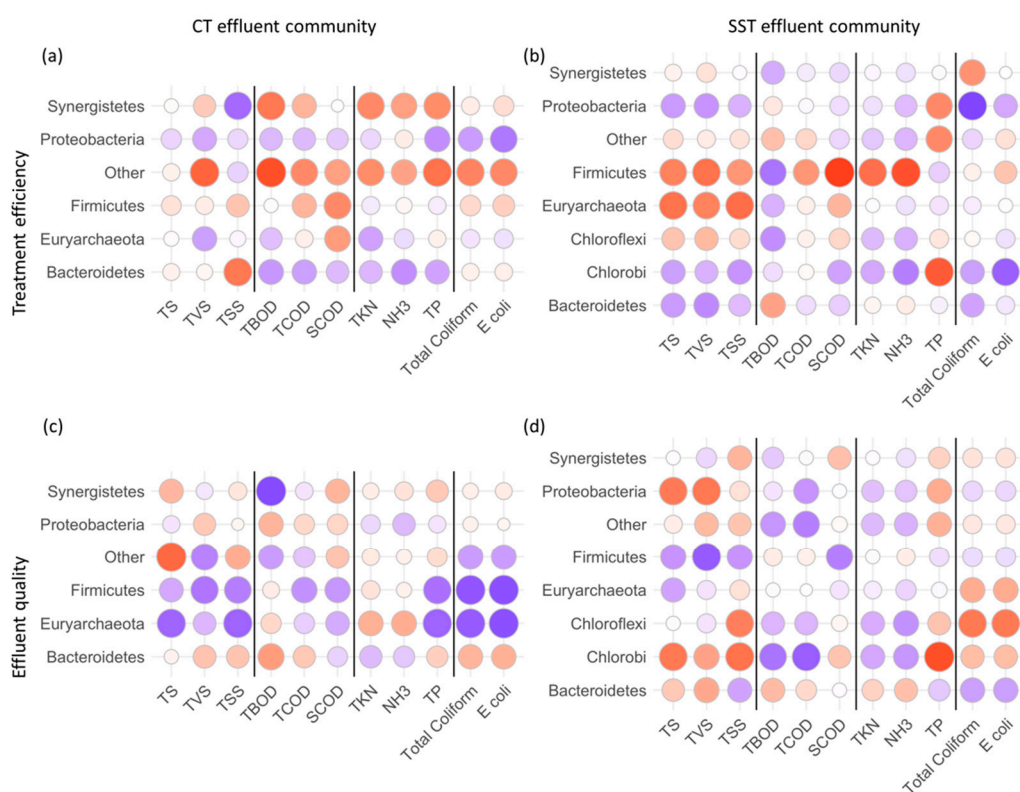 CT effluent community
SST effluent community
Treatment efficiency
(a)
Synergistetes
Proteobacteria
Other
Firmicutes
Euryarchaeota
Bacteroidetes
TS
TVS
TSS
TBOD
TCOD
SCOD
TKN
NH3
TP
Total Coliform
E coli
(b)
Synergistetes
Proteobacteria
Other
Firmicutes
Euryarchaeota
Chloroflexi
Chlorobi
Bacteroidetes
TS
TVS
TSS
TBOD
TCOD
SCOD
TKN
NH3
TP
Total Coliform
E coli
Effluent quality
(c)
Synergistetes
Proteobacteria
Other
Firmicutes
Euryarchaeota
Bacteroidetes
TS
TVS
TSS
TBOD
TCOD
SCOD
TKN
NH3
TP
Total Coliform
E coli
(d)
Synergistetes
Proteobacteria
Other
Firmicutes
Euryarchaeota
Chloroflexi
Chlorobi
Bacteroidetes
TS
TVS
TSS
TBOD
TCOD
SCOD
TKN
NH3
TP
Total Coliform
E coli